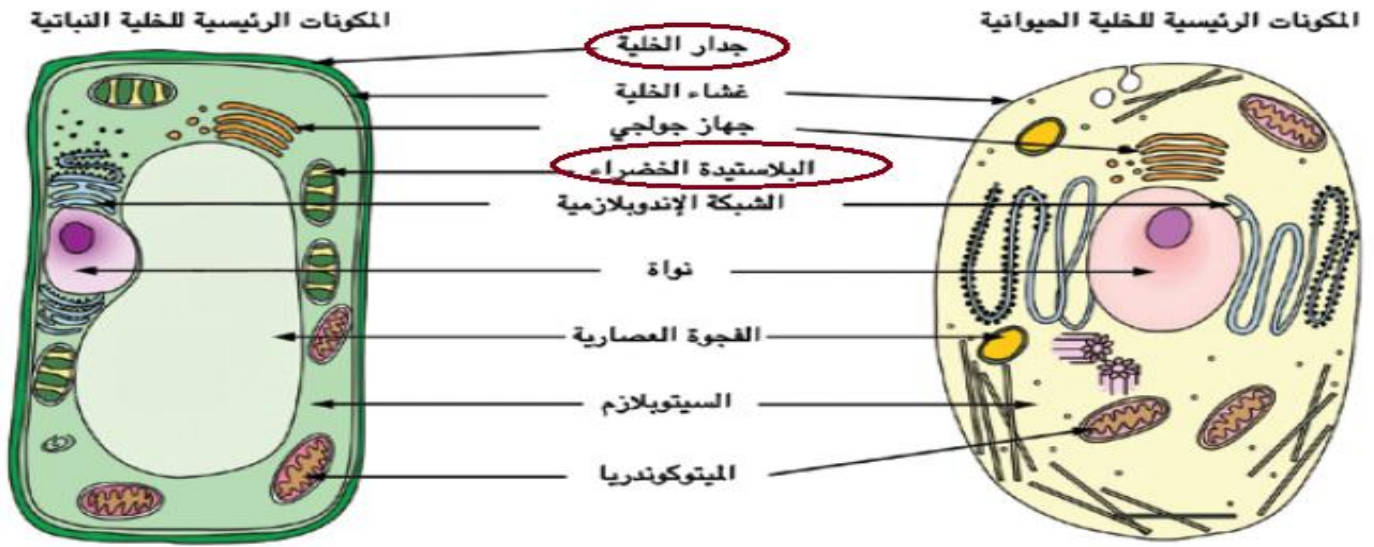 المكونات الرئيسية للخلية الحيوانية
المكونات الرئيسية للخلية النباتية
جدار الخلية
غشاء الخلية
جهاز جولجي
البلاستيدة الخضراء
الشبكة الإندوبلازمية
نواة
الفجوة العصارية
السيتوبلازم
الميتوكوندريا